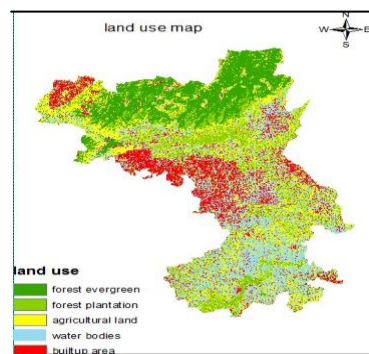 land use map
N
W E
S
land use
forest evergreen
forest plantation
agricultural land
water bodies
builtup area